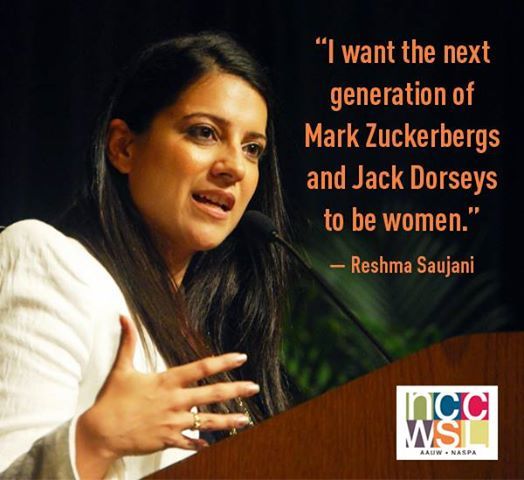 “I want the next
generation of
Mark Zuckerbergs
and Jack Dorseys
to be women.”
— Reshma Saujani
ncc
WSL
AAUW • NASPA